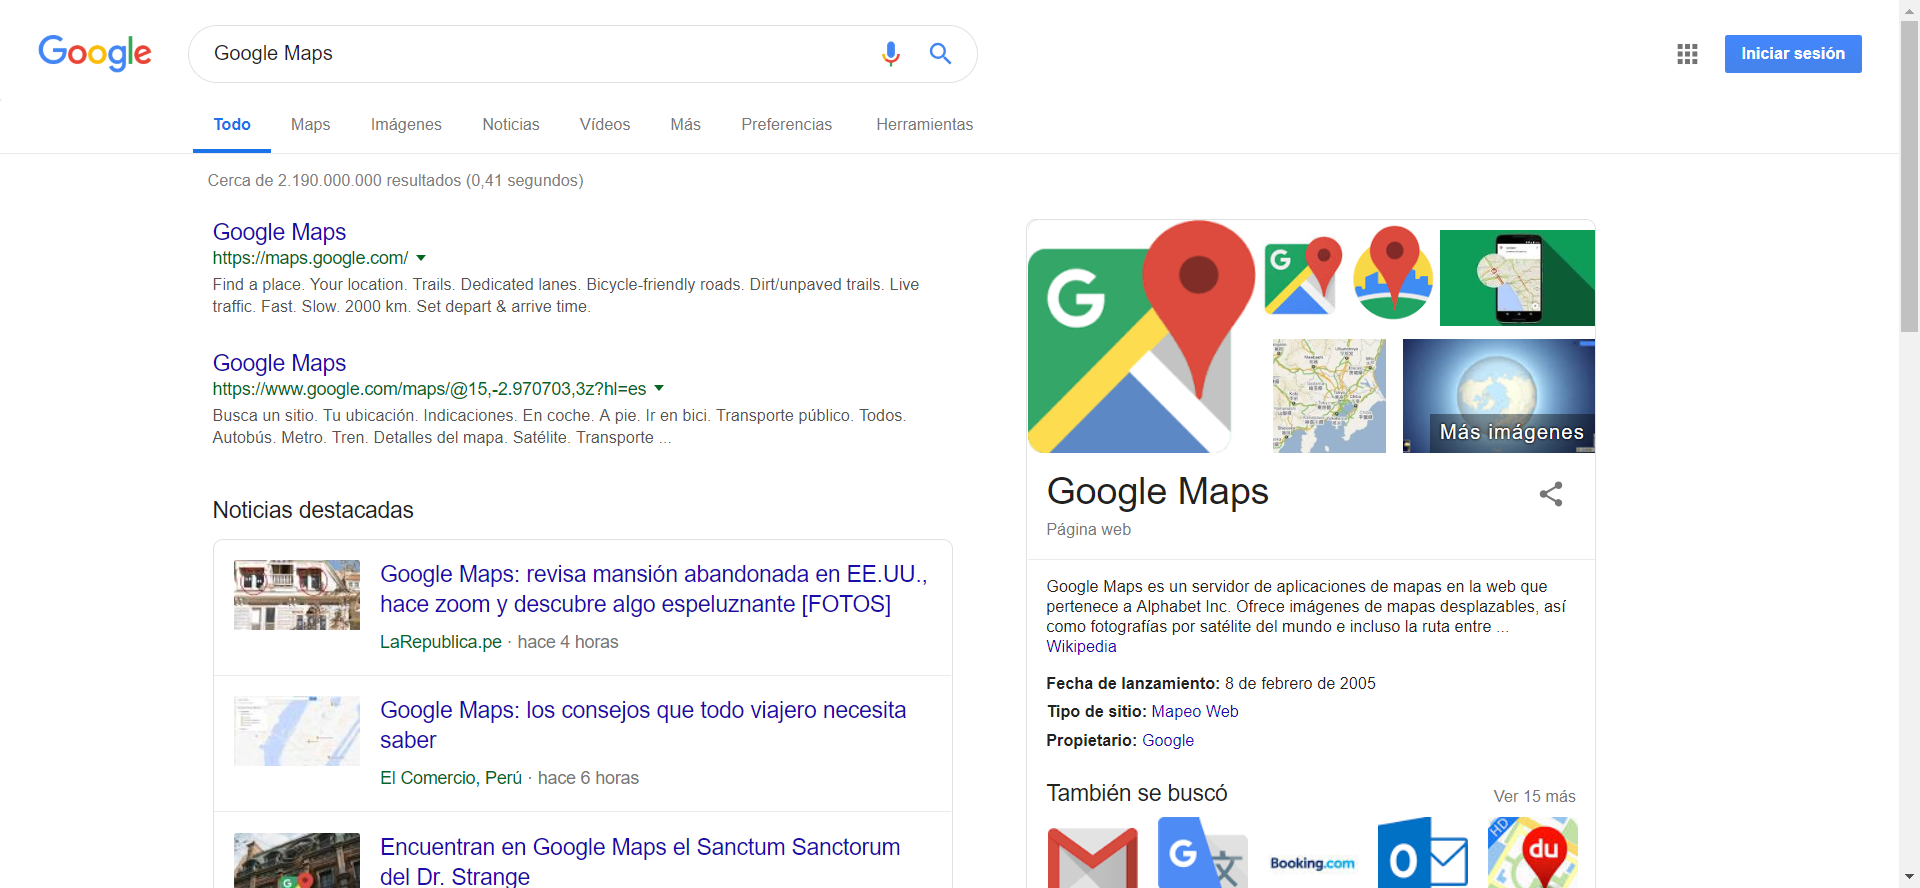 Google
Google Maps
Iniciar sesión
Todo
Maps
Imágenes
Noticias
Vídeos
Más
Preferencias
Herramientas
Cerca de 2.190.000.000 resultados (0,41 segundos)
Google Maps
https://maps.google.com/
Find a place. Your location. Trails. Dedicated lanes. Bicycle-friendly roads. Dirt/unpaved trails. Live
traffic. Fast. Slow. 2000 km. Set depart & arrive time.
Google Maps
https://www.google.com/maps/@15,-2.970703,3z?hl=es
Busca un sitio. Tu ubicación. Indicaciones. En coche. A pie. Ir en bici. Transporte público. Todos.
Autobús. Metro. Tren. Detalles del mapa. Satélite. Transporte ...
Noticias destacadas
Google Maps: revisa mansión abandonada en EE.UU.,
hace zoom y descubre algo espeluznante [FOTOS]
LaRepublica.pe · hace 4 horas
Google Maps: los consejos que todo viajero necesita
saber
El Comercio, Perú · hace 6 horas
Encuentran en Google Maps el Sanctum Sanctorum
del Dr. Strange
G
G
Más imágenes
Google Maps
Página web
Google Maps es un servidor de aplicaciones de mapas en la web que
pertenece a Alphabet Inc. Ofrece imágenes de mapas desplazables, así
como fotografías por satélite del mundo e incluso la ruta entre ...
Wikipedia
Fecha de lanzamiento: 8 de febrero de 2005
Tipo de sitio: Mapeo Web
Propietario: Google
También se buscó
Ver 15 más
G
Booking.com
O
HD
du